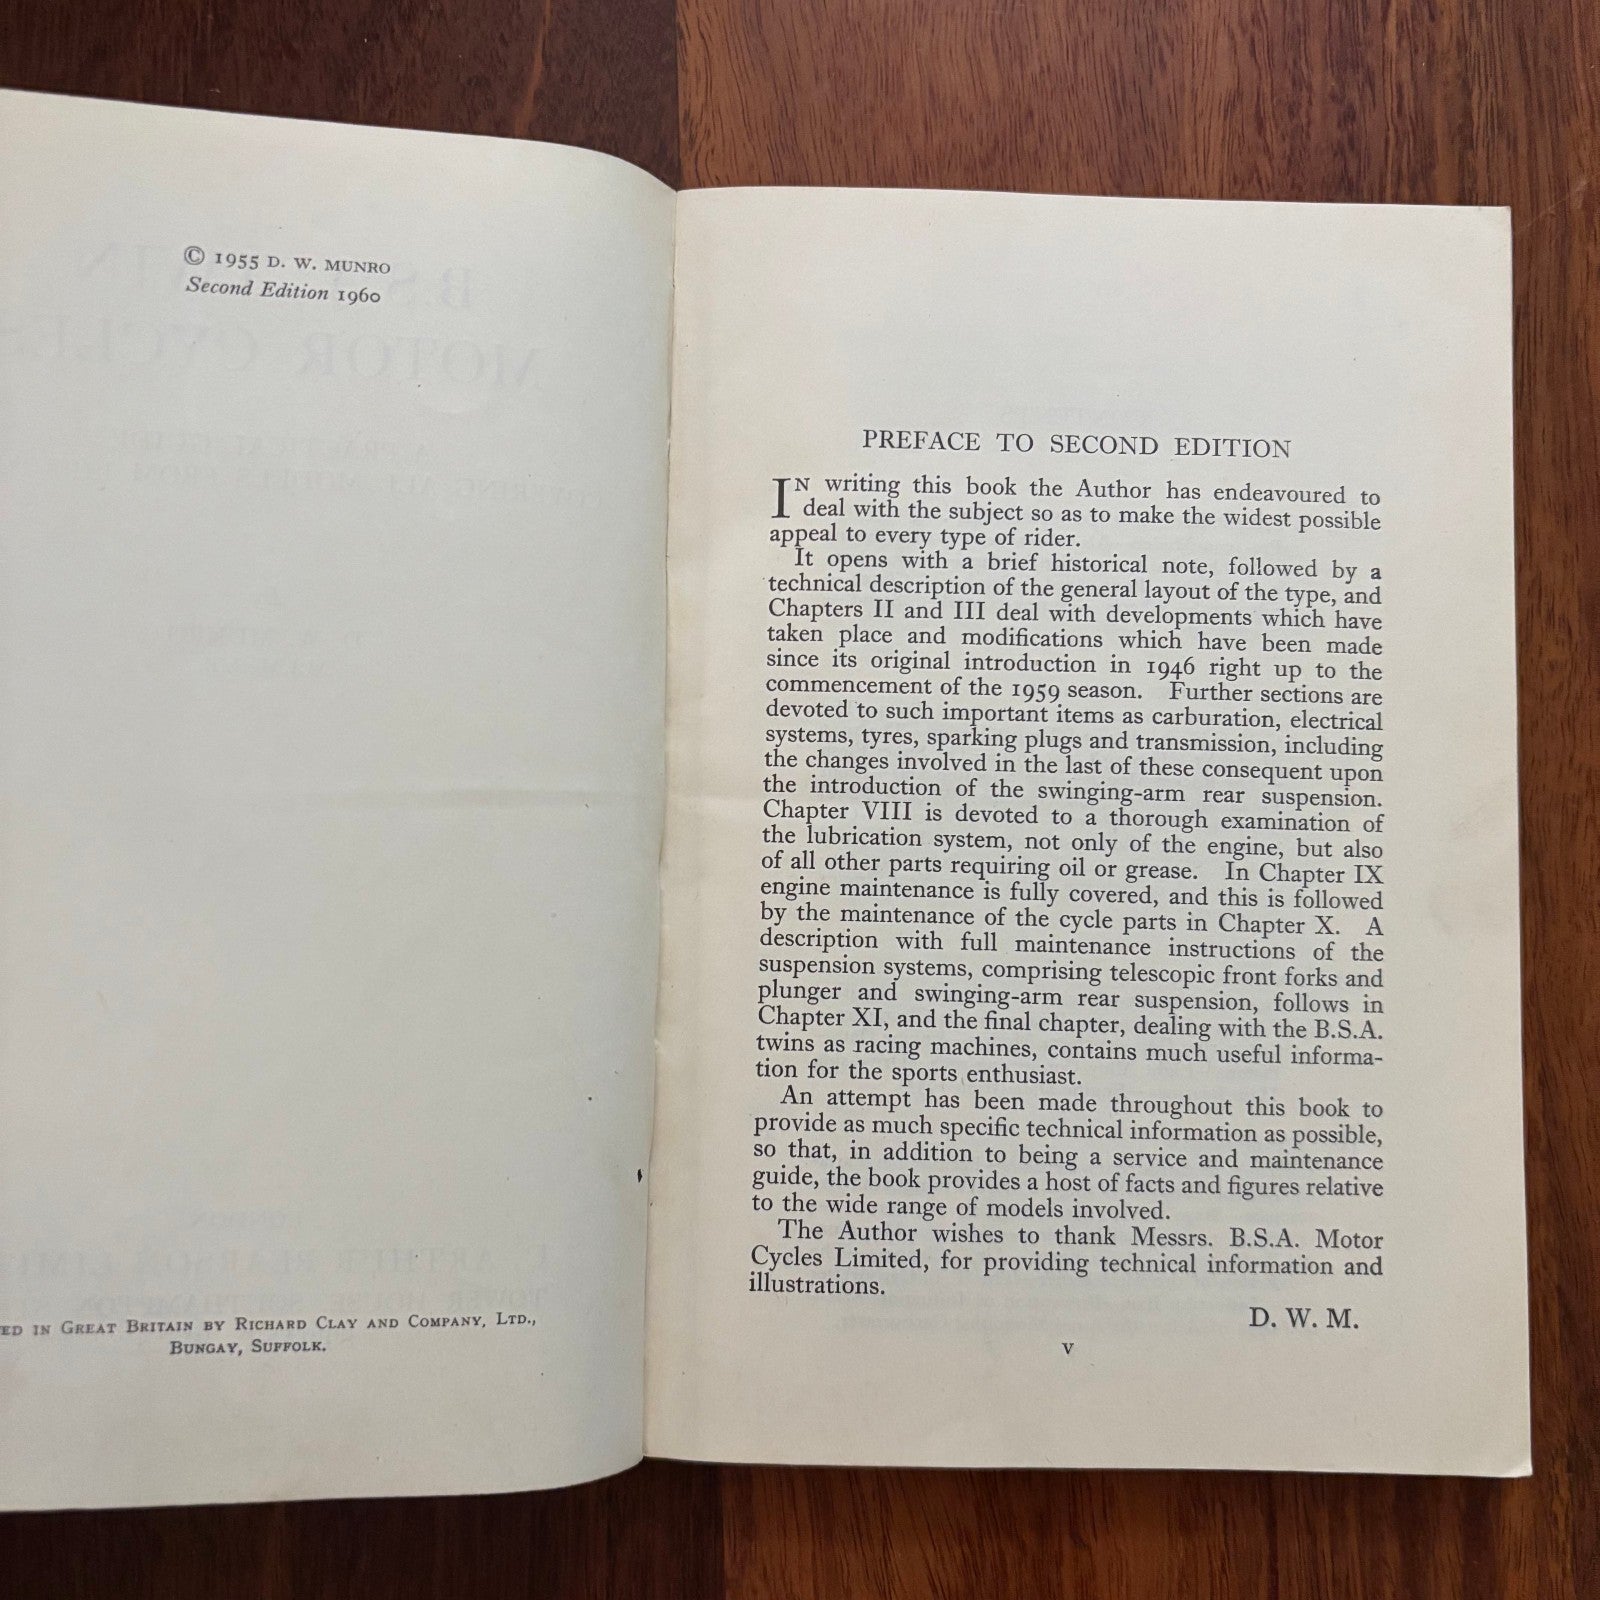 © 1955 D. W. MUNRO
Second Edition 1960
ED IN GREAT BRITAIN BY RICHARD CLAY AND COMPANY, LTD.,
BUNGAY, SUFFOLK.
PREFACE TO SECOND EDITION
IN writing this book the Author has endeavoured to
deal with the subject so as to make the widest possible
appeal to every type of rider.
It opens with a brief historical note, followed by a
technical description of the general layout of the type, and
Chapters II and III deal with developments which have
taken place and modifications which have been made
since its original introduction in 1946 right up to the
commencement of the 1959 season. Further sections are
devoted to such important items as carburation, electrical
systems, tyres, sparking plugs and transmission, including
the changes involved in the last of these consequent upon
the introduction of the swinging-arm rear suspension.
Chapter VIII is devoted to a thorough examination of
the lubrication system, not only of the engine, but also
of all other parts requiring oil or grease. In Chapter IX
engine maintenance is fully covered, and this is followed
by the maintenance of the cycle parts in Chapter X. A
description with full maintenance instructions of the
suspension systems, comprising telescopic front forks and
plunger and swinging-arm rear suspension, follows in
Chapter XI, and the final chapter, dealing with the B.S.A.
twins as racing machines, contains much useful informa-
tion for the sports enthusiast.
An attempt has been made throughout this book to
provide as much specific technical information as possible,
so that, in addition to being a service and maintenance
guide, the book provides a host of facts and figures relative
to the wide range of models involved.
The Author wishes to thank Messrs. B.S.A. Motor
Cycles Limited, for providing technical information and
illustrations.
D. W. M.
v